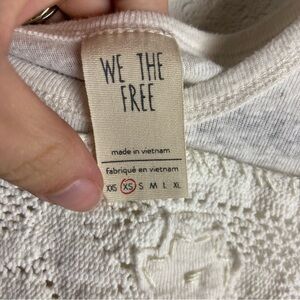 WE THE
FREE
made in vietnam
fabriqué en vietnam
XXS XS S M L XL